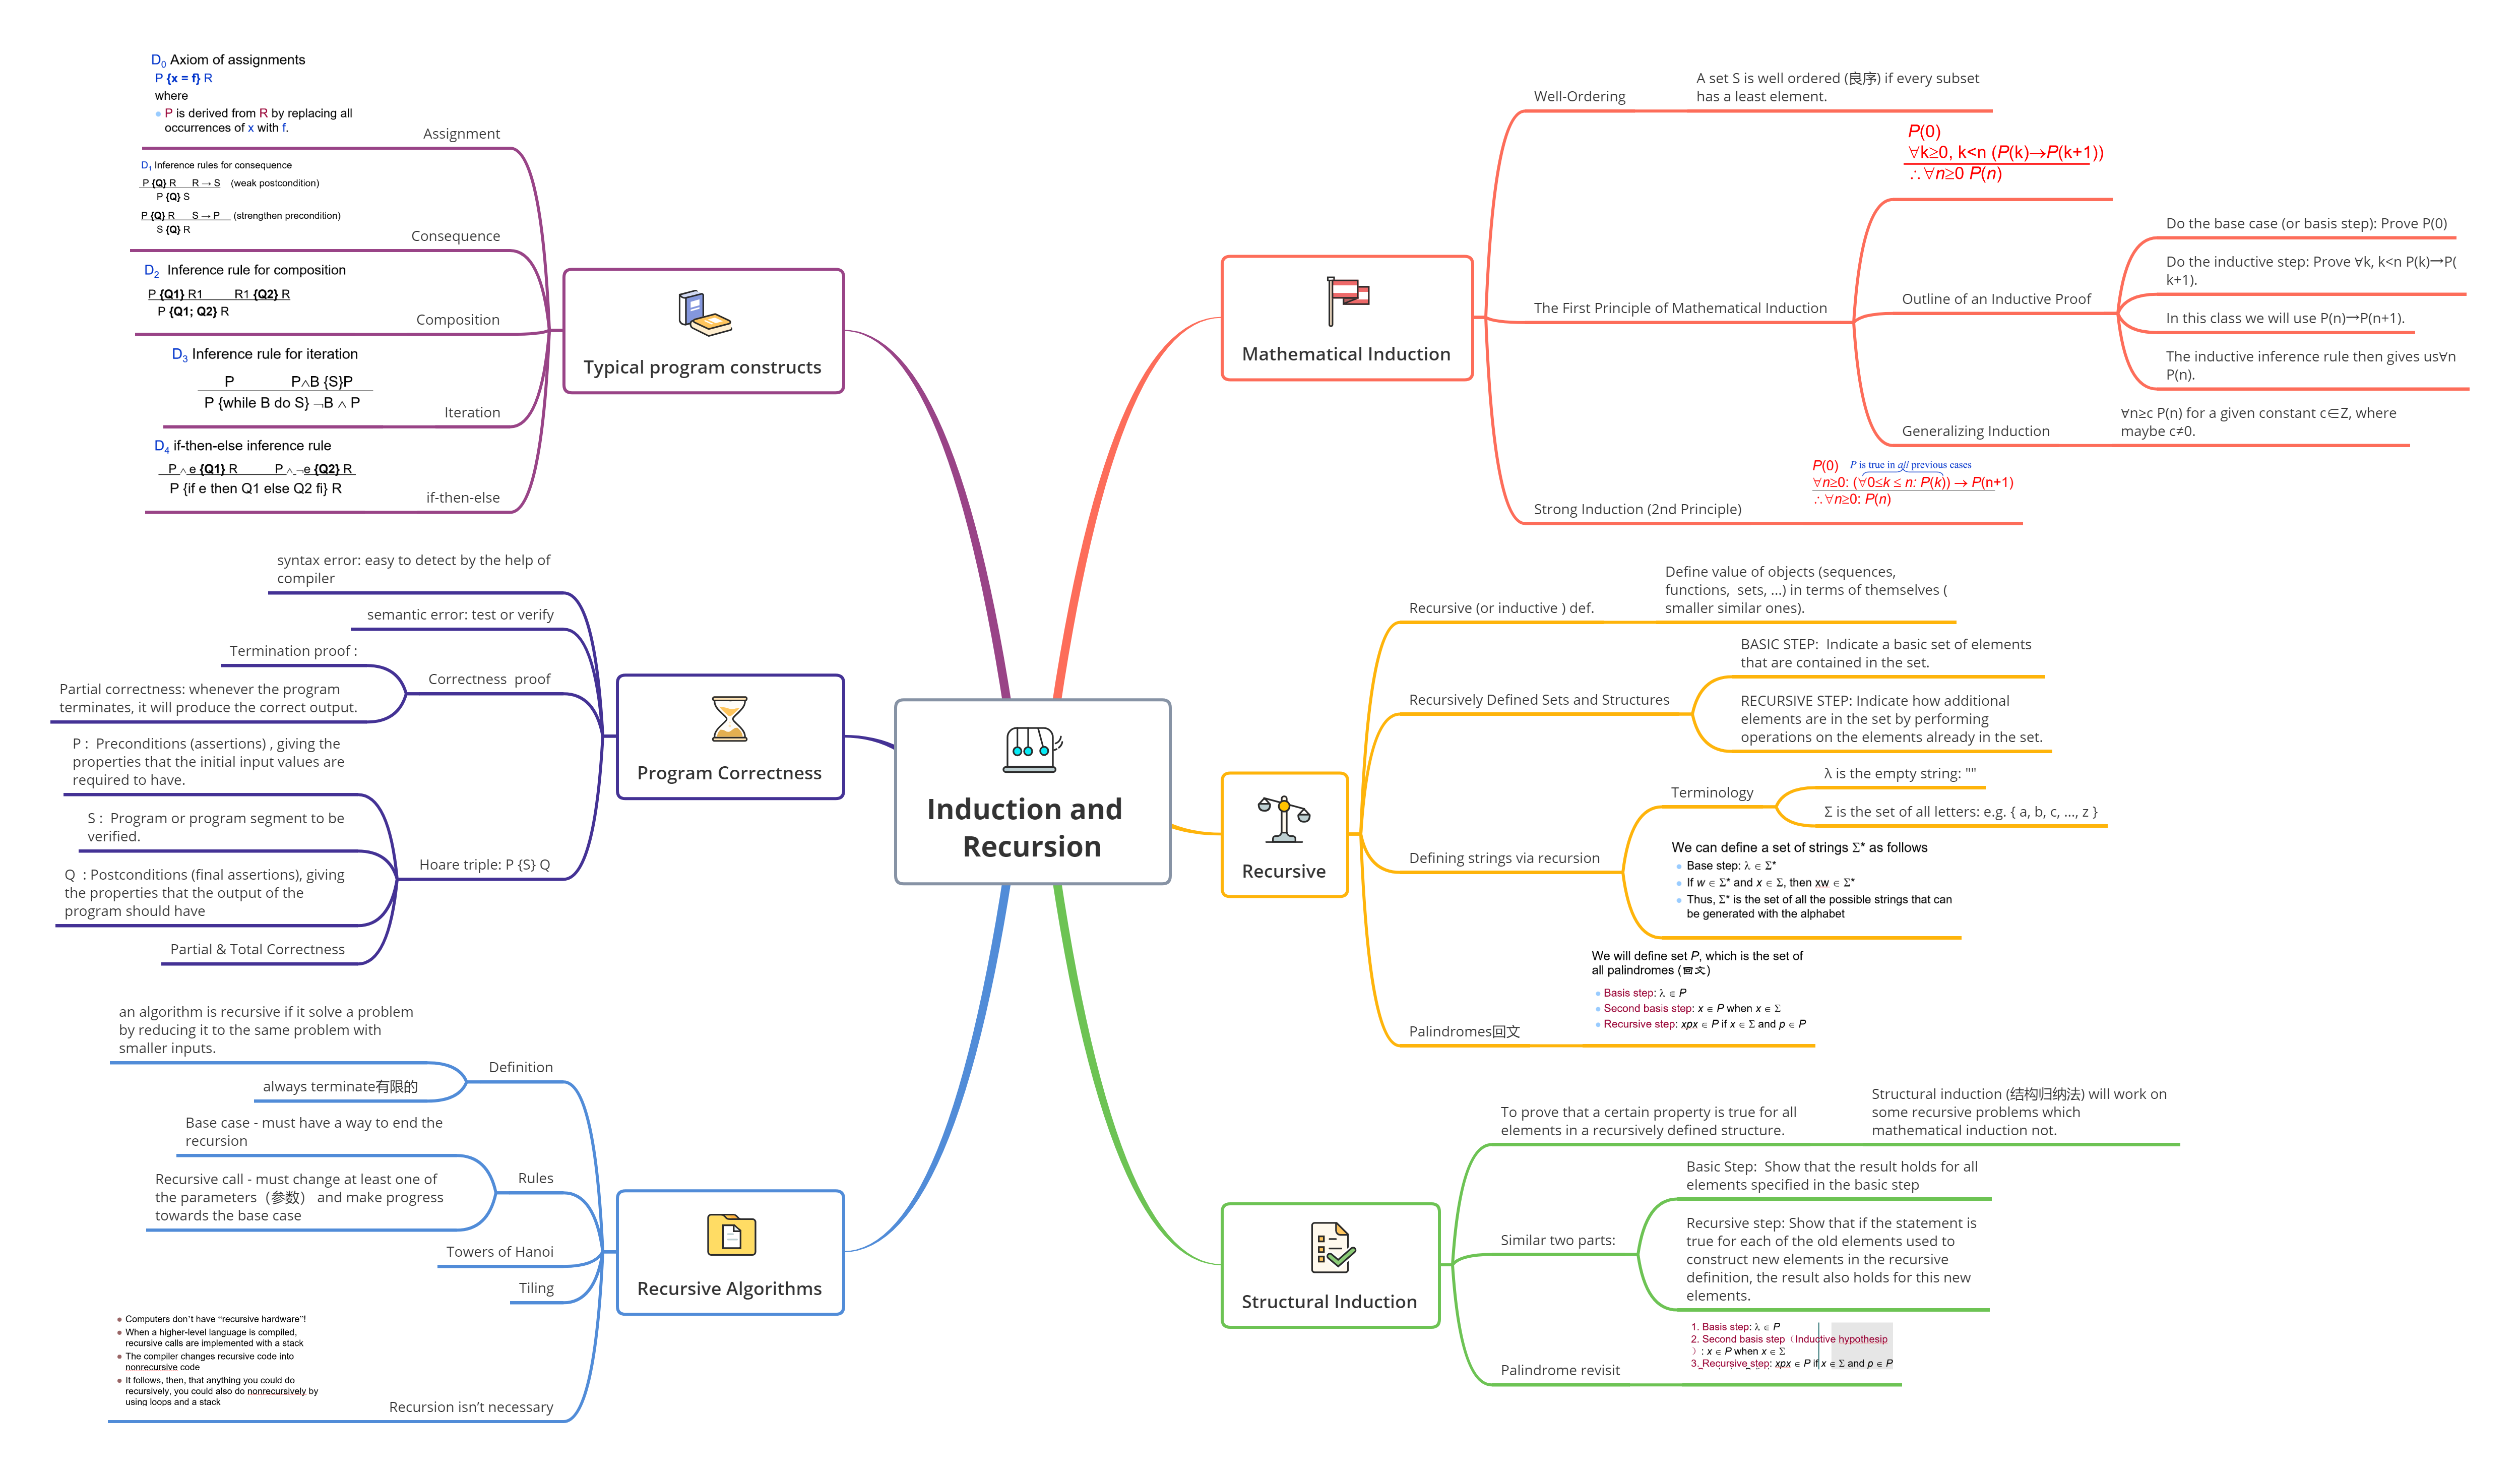 Induction and
Recursion
Mathematical Induction
Well-Ordering
A set S is well ordered (良序) if every subset
has a least element.
The First Principle of Mathematical Induction
P(0)
∀k≥0, k<n (P(k)→P(k+1))
∴∀n≥0 P(n)
Outline of an Inductive Proof
Do the base case (or basis step): Prove P(0)
Do the inductive step: Prove ∀k, k<n P(k)→P(
k+1).
In this class we will use P(n)→P(n+1).
The inductive inference rule then gives us∀n
P(n).
Generalizing Induction
∀n≥c P(n) for a given constant c∈Z, where
maybe c≠0.
Strong Induction (2nd Principle)
P(0) P is true in all previous cases
∀n≥0: (∀0≤k ≤ n: P(k)) → P(n+1)
∴∀n≥0: P(n)
Recursive
Recursive (or inductive ) def.
Define value of objects (sequences,
functions, sets, ...) in terms of themselves (
smaller similar ones).
Recursively Defined Sets and Structures
BASIC STEP: Indicate a basic set of elements
that are contained in the set.
RECURSIVE STEP: Indicate how additional
elements are in the set by performing
operations on the elements already in the set.
Defining strings via recursion
Terminology
λ is the empty string: ""
Σ is the set of all letters: e.g. { a, b, c, ..., z }
We can define a set of strings Σ* as follows
Base step: λ ∈ Σ*
If w ∈ Σ* and x ∈ Σ, then xw ∈ Σ*
Thus, Σ* is the set of all the possible strings that can
be generated with the alphabet
Palindromes回文
We will define set P, which is the set of
all palindromes (回文)
Basis step: λ ∈ P
Second basis step: x ∈ P when x ∈ Σ
Recursive step: xpx ∈ P if x ∈ Σ and p ∈ P
Structural Induction
To prove that a certain property is true for all
elements in a recursively defined structure.
Structural induction (结构归纳法) will work on
some recursive problems which
mathematical induction not.
Similar two parts:
Basic Step: Show that the result holds for all
elements specified in the basic step
Recursive step: Show that if the statement is
true for each of the old elements used to
construct new elements in the recursive
definition, the result also holds for this new
elements.
Palindrome revisit
1. Basis step: λ ∈ P
2. Second basis step（Inductive hypothesip
）: x ∈ P when x ∈ Σ
3. Recursive step: xpx ∈ P if x ∈ Σ and p ∈ P
Typical program constructs
D0 Axiom of assignments
P {x = f} R
where
P is derived from R by replacing all
occurrences of x with f.
Assignment
D1 Inference rules for consequence
P {Q} R R → S (weak postcondition)
P {Q} S
P {Q} R S → P (strengthen precondition)
S {Q} R
Consequence
D2 Inference rule for composition
P {Q1} R1 R1 {Q2} R
P {Q1; Q2} R
Composition
D3 Inference rule for iteration
P P∧B {S}P
P {while B do S} ¬B ∧ P
Iteration
D4 if-then-else inference rule
P∧e {Q1} R P∧¬e {Q2} R
P {if e then Q1 else Q2 fi} R
if-then-else
Program Correctness
syntax error: easy to detect by the help of
compiler
semantic error: test or verify
Correctness proof
Termination proof :
Partial correctness: whenever the program
terminates, it will produce the correct output.
Hoare triple: P {S} Q
P : Preconditions (assertions) , giving the
properties that the initial input values are
required to have.
S : Program or program segment to be
verified.
Q : Postconditions (final assertions), giving
the properties that the output of the
program should have
Partial & Total Correctness
Recursive Algorithms
Definition
an algorithm is recursive if it solve a problem
by reducing it to the same problem with
smaller inputs.
always terminate有限的
Rules
Base case - must have a way to end the
recursion
Recursive call - must change at least one of
the parameters（参数） and make progress
towards the base case
Towers of Hanoi
Tiling
Recursion isn’t necessary
Computers don’t have “recursive hardware”!
When a higher-level language is compiled,
recursive calls are implemented with a stack
The compiler changes recursive code into
nonrecursive code
It follows, then, that anything you could do
recursively, you could also do nonrecursively by
using loops and a stack